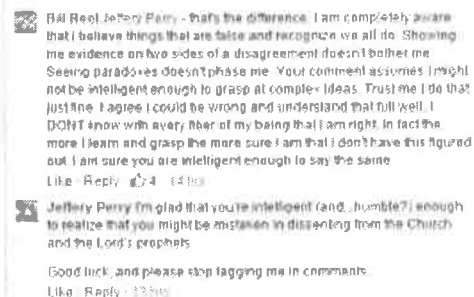 Bill Reel Jeffery Perry - that's the difference. I am completely aware
that I believe things that are false and recognize we all do. Showing
me evidence on two sides of a disagreement doesn't bother me.
Seeing paradoxes doesn't phase me. Your comment assumes I might
not be intelligent enough to grasp at complex ideas. Trust me I do that
just fine. I agree I could be wrong and understand that full well. I
DONT know with every fiber of my being that I am right. In fact the
more I learn and grasp the more sure I am that I don't have this figured
out. I am sure you are intelligent enough to say the same
Like · Reply · 4 · 14 hrs
Jeffery Perry I'm glad that you're intelligent (and...humble?) enough
to realize that you might be mistaken in dissenting from the Church
and the Lord's prophets.
Good luck, and please stop tagging me in comments.
Like · Reply ·